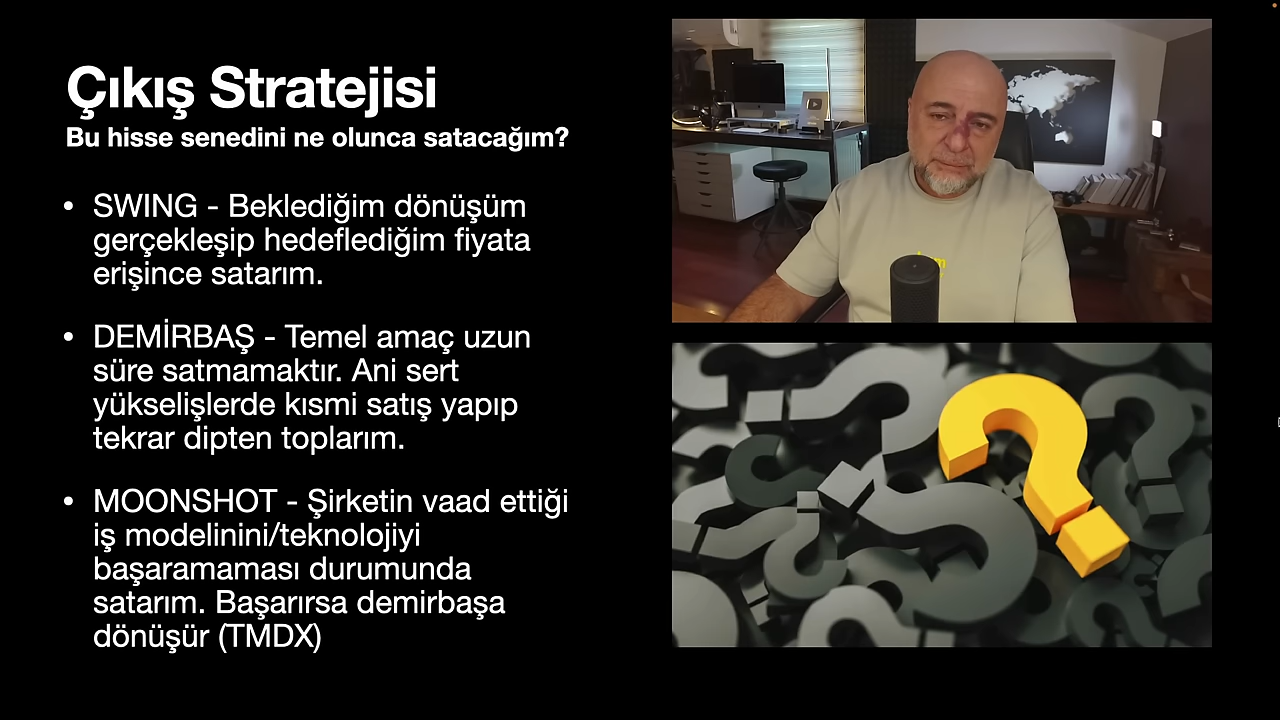 Çıkış Stratejisi
Bu hisse senedini ne olunca satacağım?
• SWING - Beklediğim dönüşüm
gerçekleşip hedeflediğim fiyata
erişince satarım.
• DEMİRBAŞ - Temel amaç uzun
süre satmamaktır. Ani sert
yükselişlerde kısmi satış yapıp
tekrar dipten toplarım.
• MOONSHOT - Şirketin vaad ettiği
iş modelinini/teknolojiyi
başaramaması durumunda
satarım. Başarırsa demirbaşa
dönüşür (TMDX)